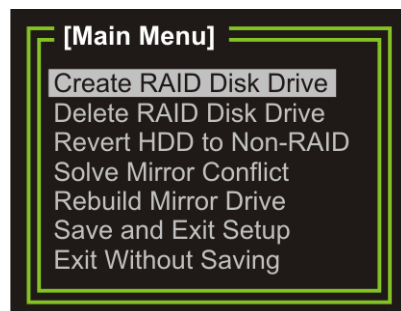 [Main Menu]
Create RAID Disk Drive
Delete RAID Disk Drive
Revert HDD to Non-RAID
Solve Mirror Conflict
Rebuild Mirror Drive
Save and Exit Setup
Exit Without Saving